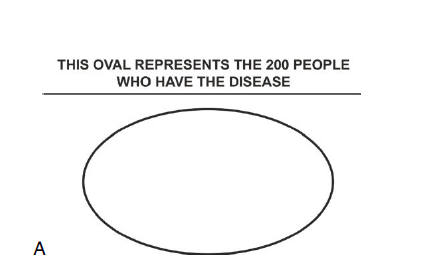 THIS OVAL REPRESENTS THE 200 PEOPLE
WHO HAVE THE DISEASE
A